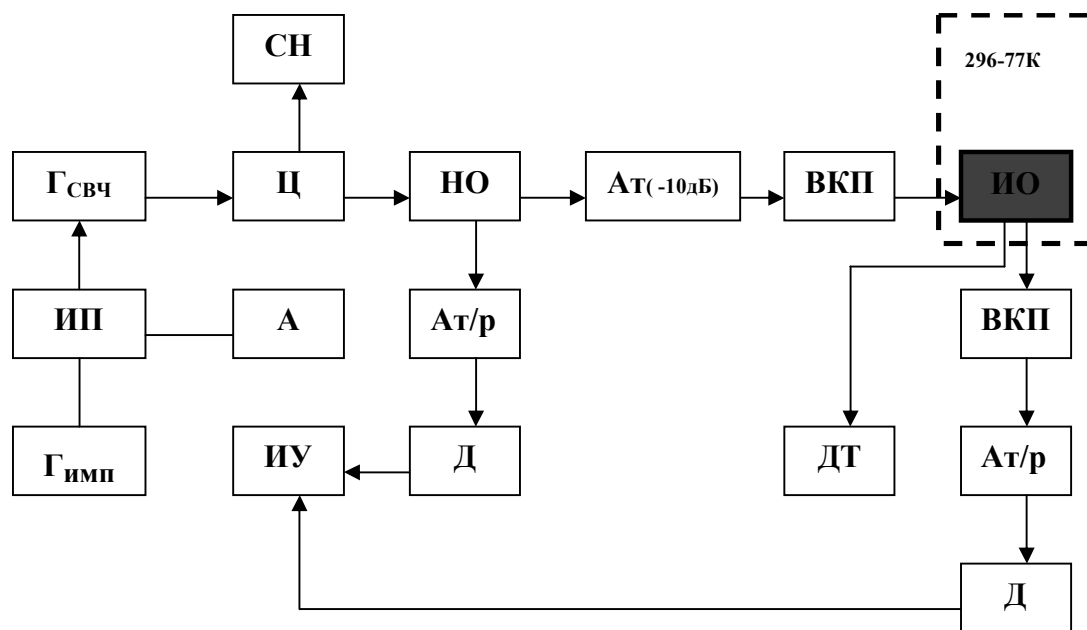 СН
296-77К
ГСВЧ
Ц
НО
Ат( -10дБ)
ВКП
ИО
ИП
А
Ат/р
ВКП
Гимп
ИУ
Д
ДТ
Ат/р
Д